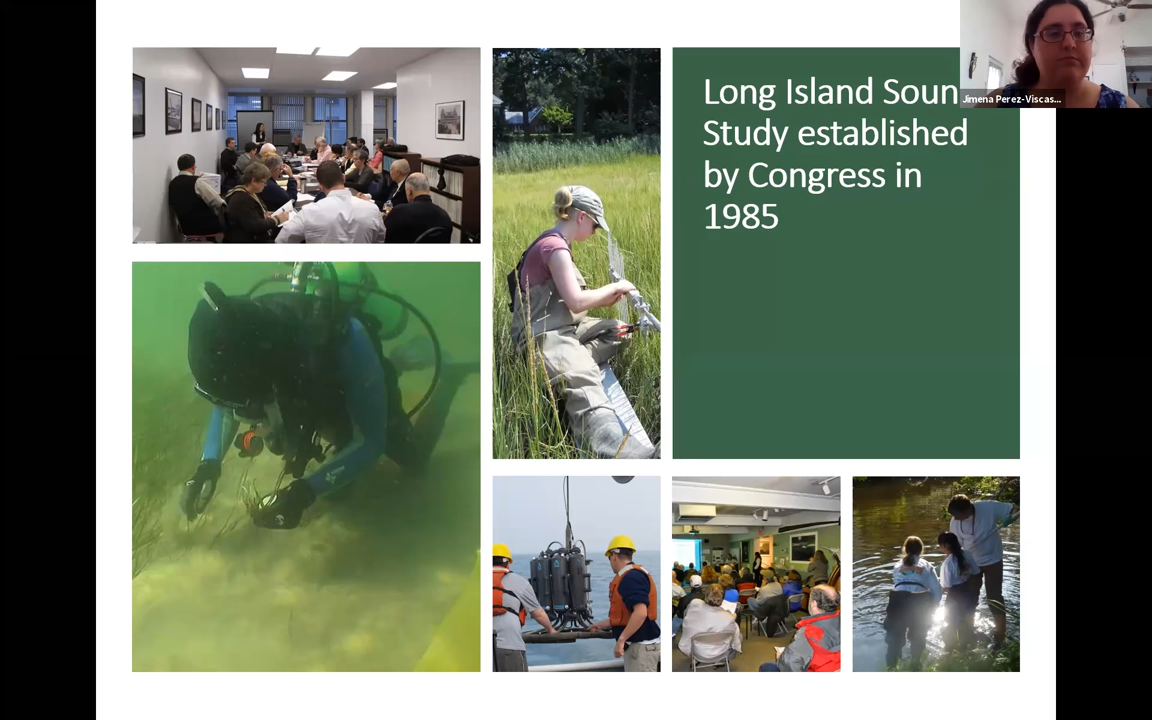 Long Island Soun
Study established
by Congress in
1985
Jimena Perez-Viscas...